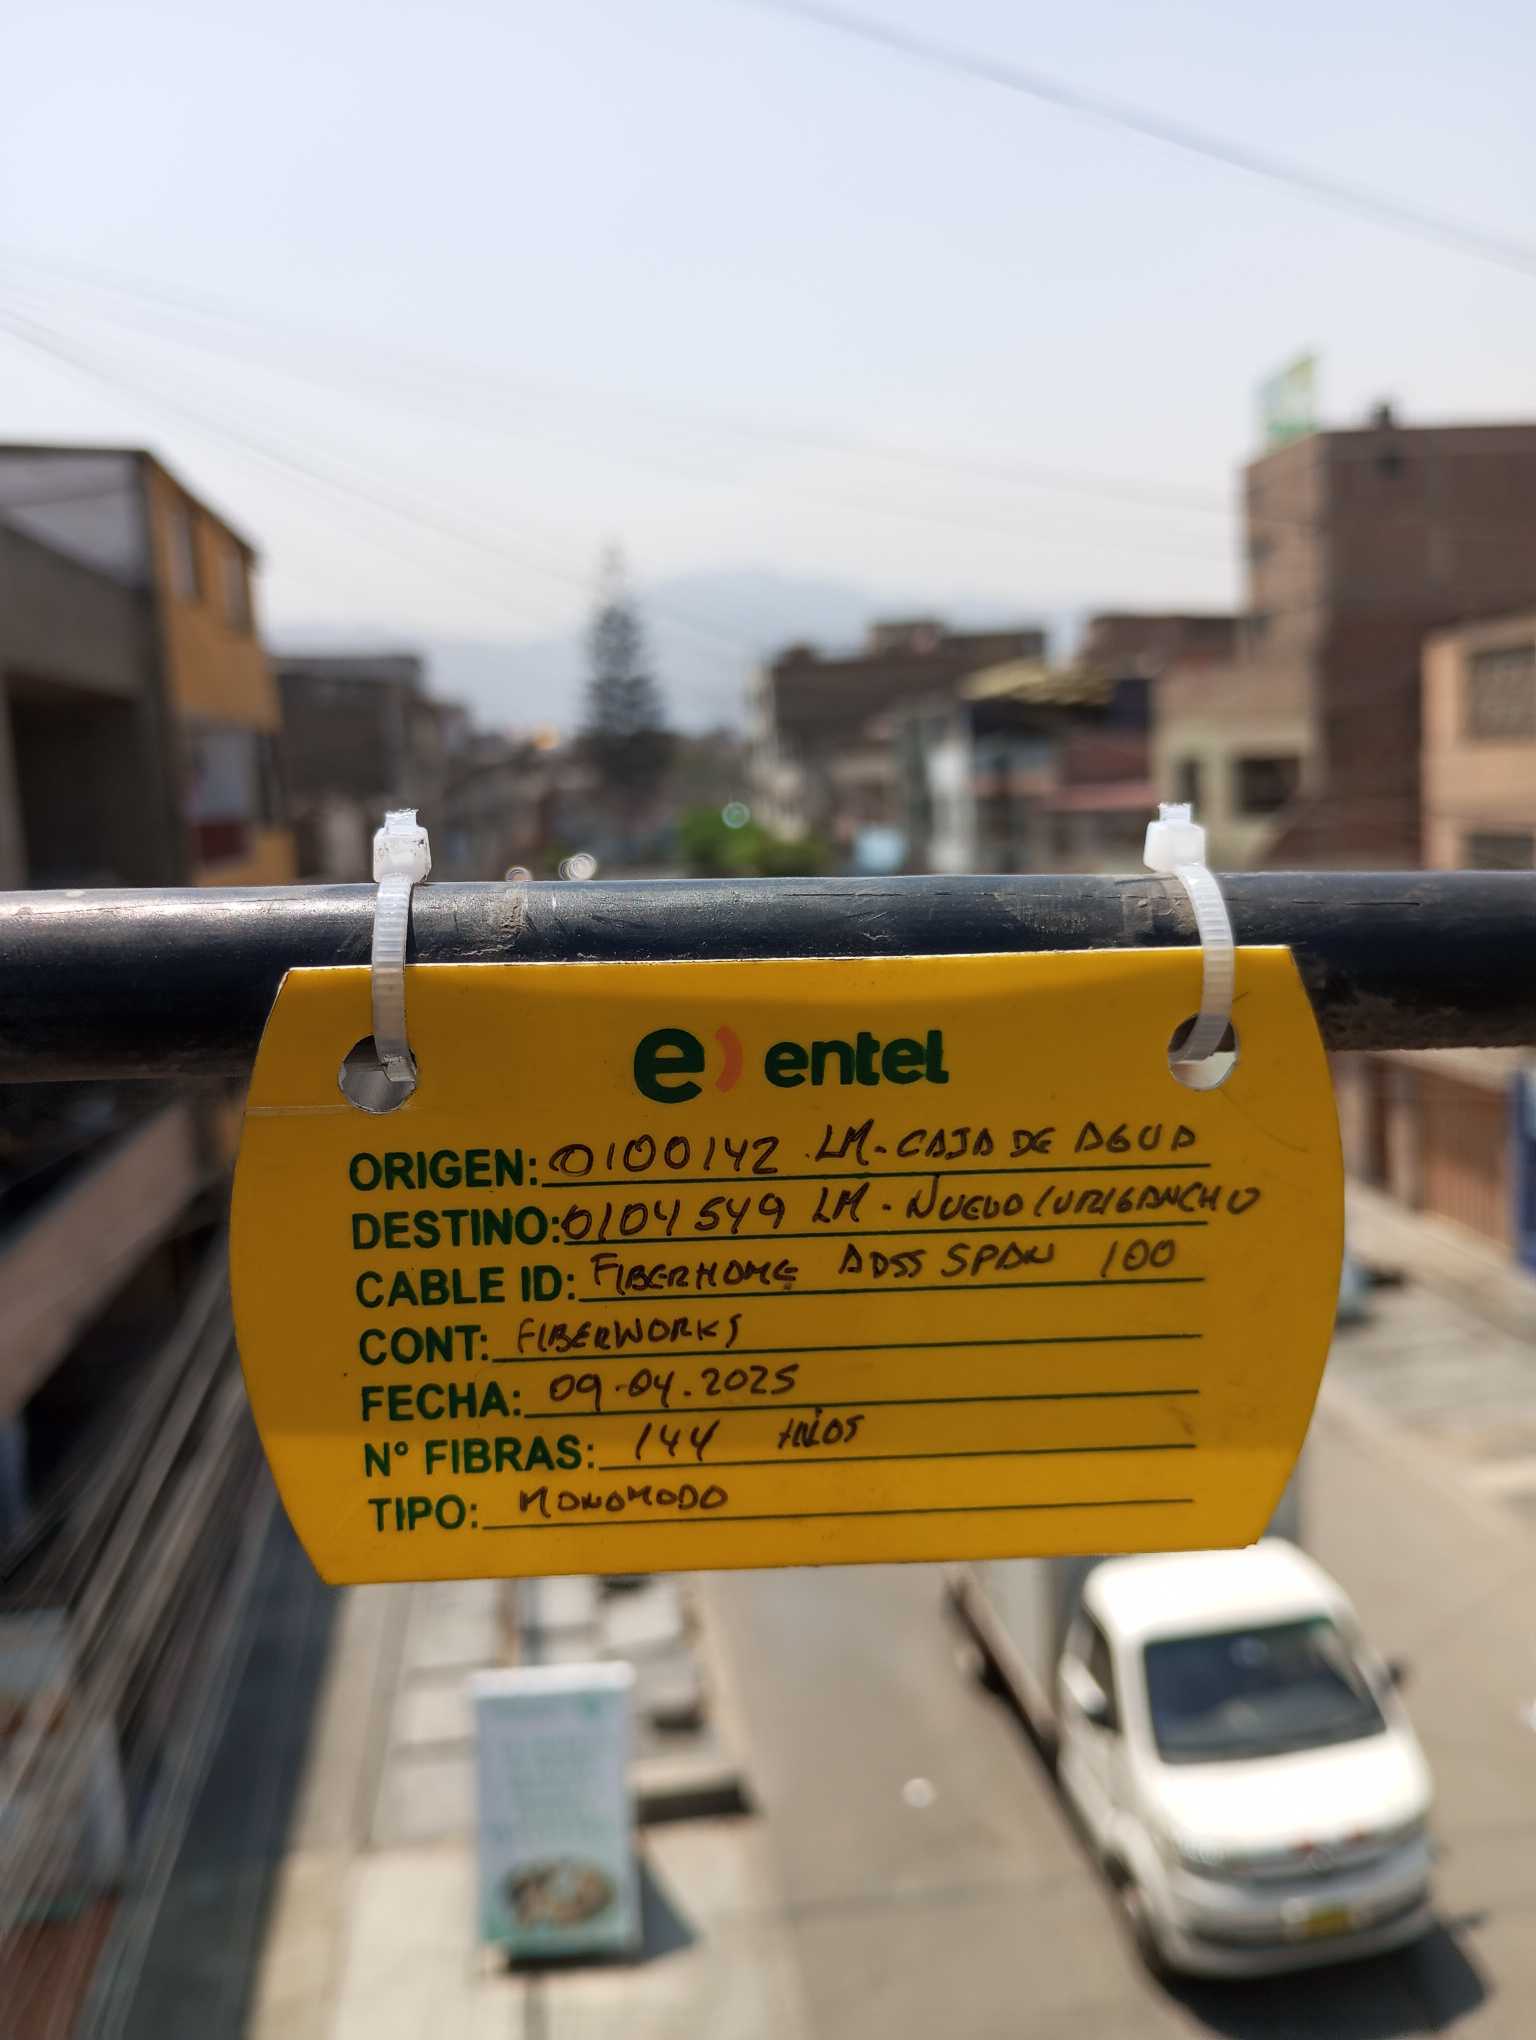 e) entel
ORIGEN: 0100142 LM-CAJA DE AGUA
DESTINO: 0104549 LM-NUEVO LURIGANCHO
CABLE ID: FIBERHOME ADSS SPAN 100
CONT: FIBERWORKS
FECHA: 09-04.2025
N° FIBRAS: 144 HILOS
TIPO: MONOMODO